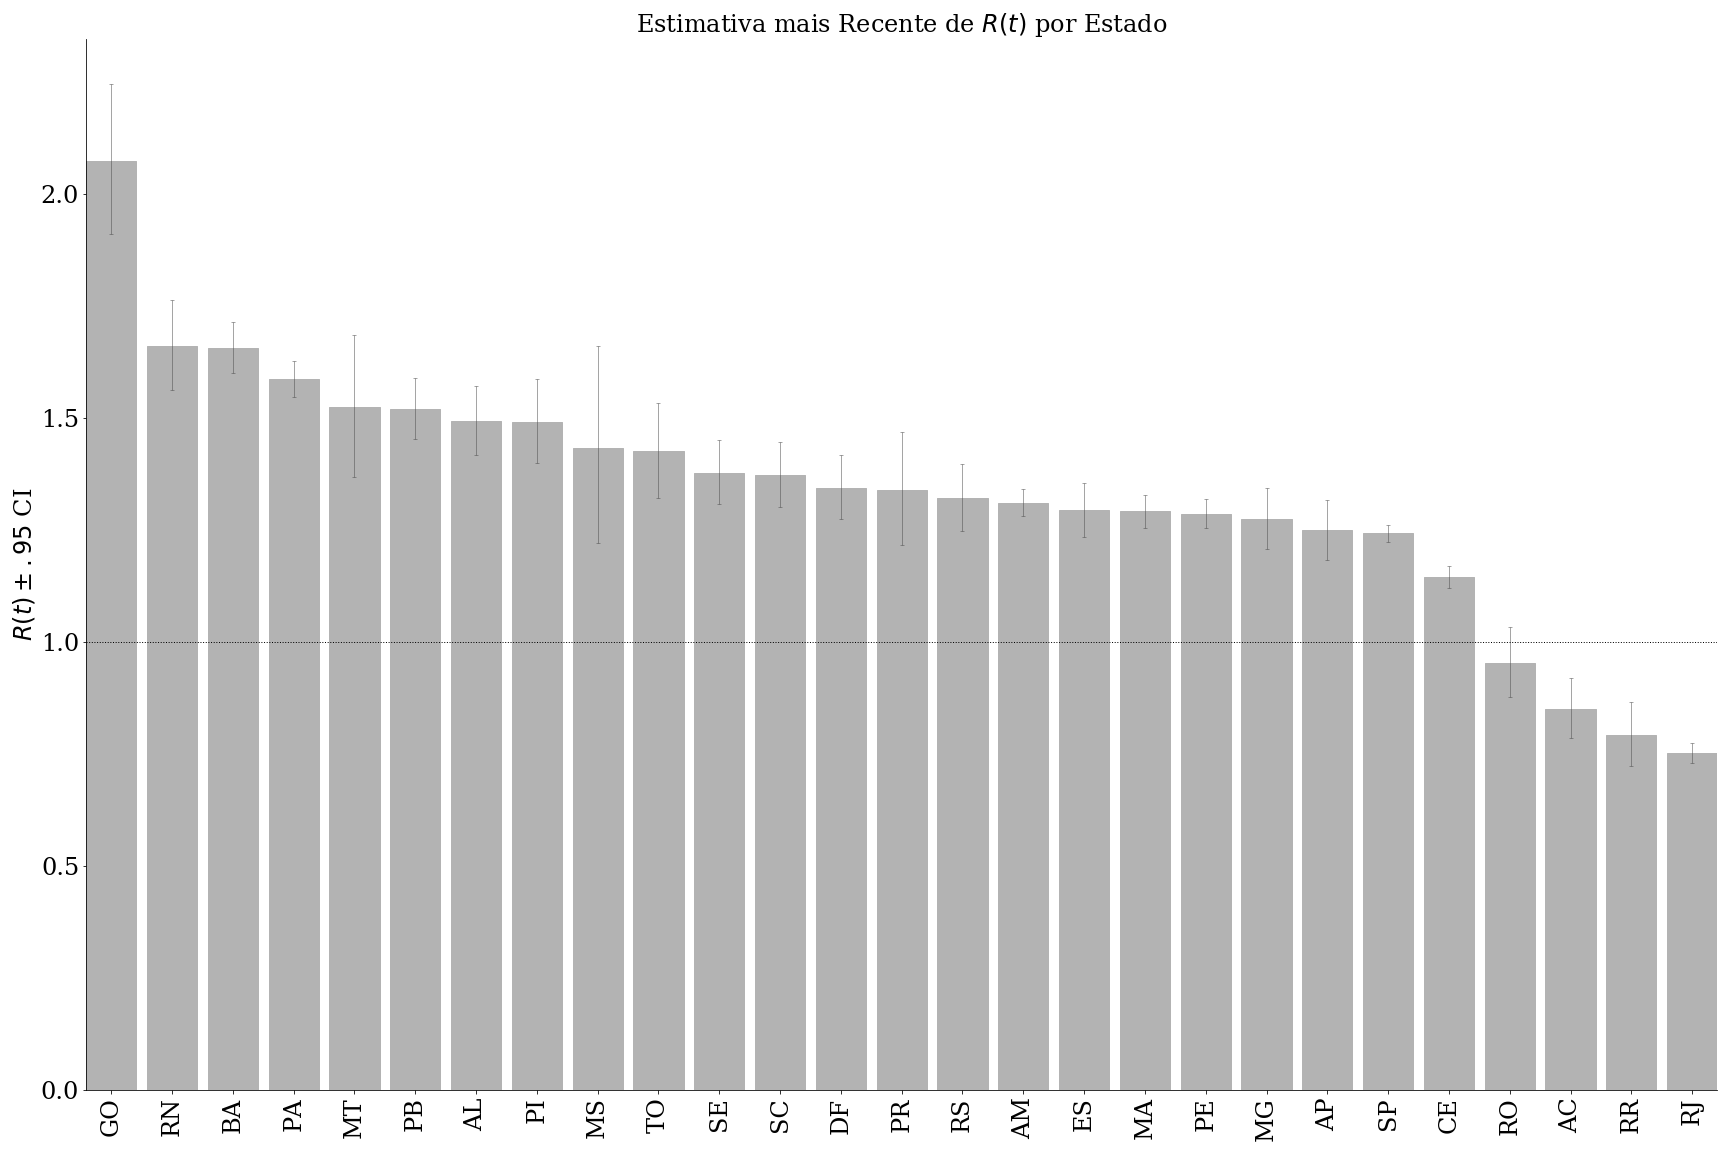 Estimativa mais Recente de R(t) por Estado
R(t) ± .95 CI
2.0
1.5
1.0
0.5
0.0
GO RN BA PA MT PB AL PI MS TO SE SC DF PR RS AM ES MA PE MG AP SP CE RO AC RR RJ